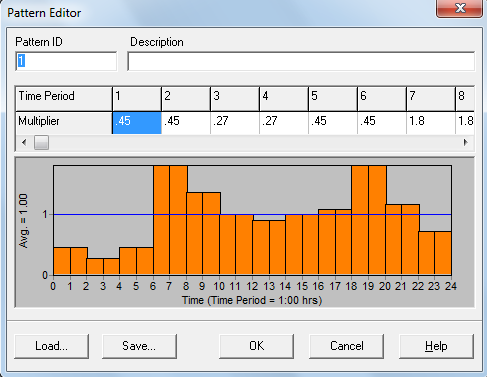 Pattern Editor
Pattern ID Description
1
Time Period 1 2 3 4 5 6 7 8
Multiplier .45 .45 .27 .27 .45 .45 1.8 1.8
Avg. = 1.00
1
0
0 1 2 3 4 5 6 7 8 9 10 11 12 13 14 15 16 17 18 19 20 21 22 23 24
Time (Time Period = 1:00 hrs)
Load... Save... OK Cancel Help